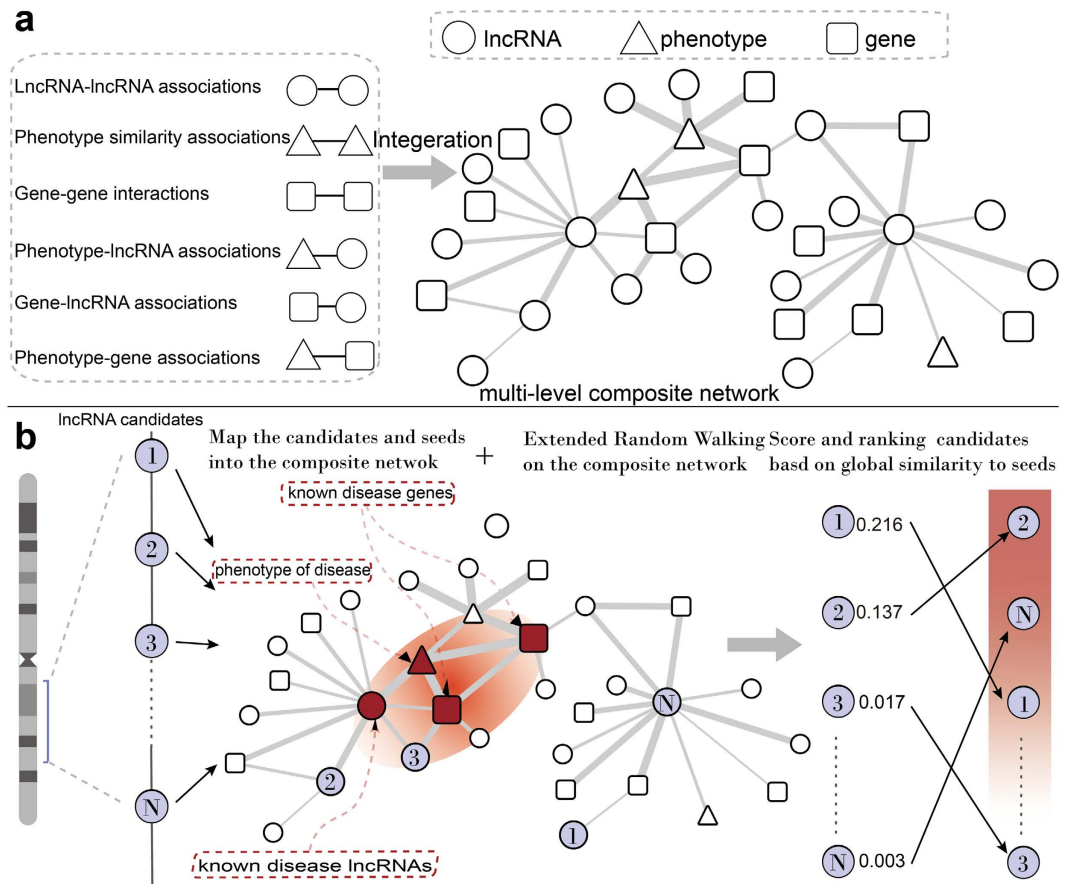 a
lncRNA
phenotype
gene
LncRNA-lncRNA associations
Phenotype similarity associations
Gene-gene interactions
Phenotype-lncRNA associations
Gene-lncRNA associations
Phenotype-gene associations
Integeration
multi-level composite network
b
lncRNA candidates
1
2
3
N
Map the candidates and seeds
into the composite netwok
+
Extended Random Walking
on the composite network
Score and ranking candidates
basd on global similarity to seeds
known disease genes
phenotype of disease
known disease lncRNAs
2
3
N
1
1 0.216
2 0.137
3 0.017
N 0.003
2
N
1
3